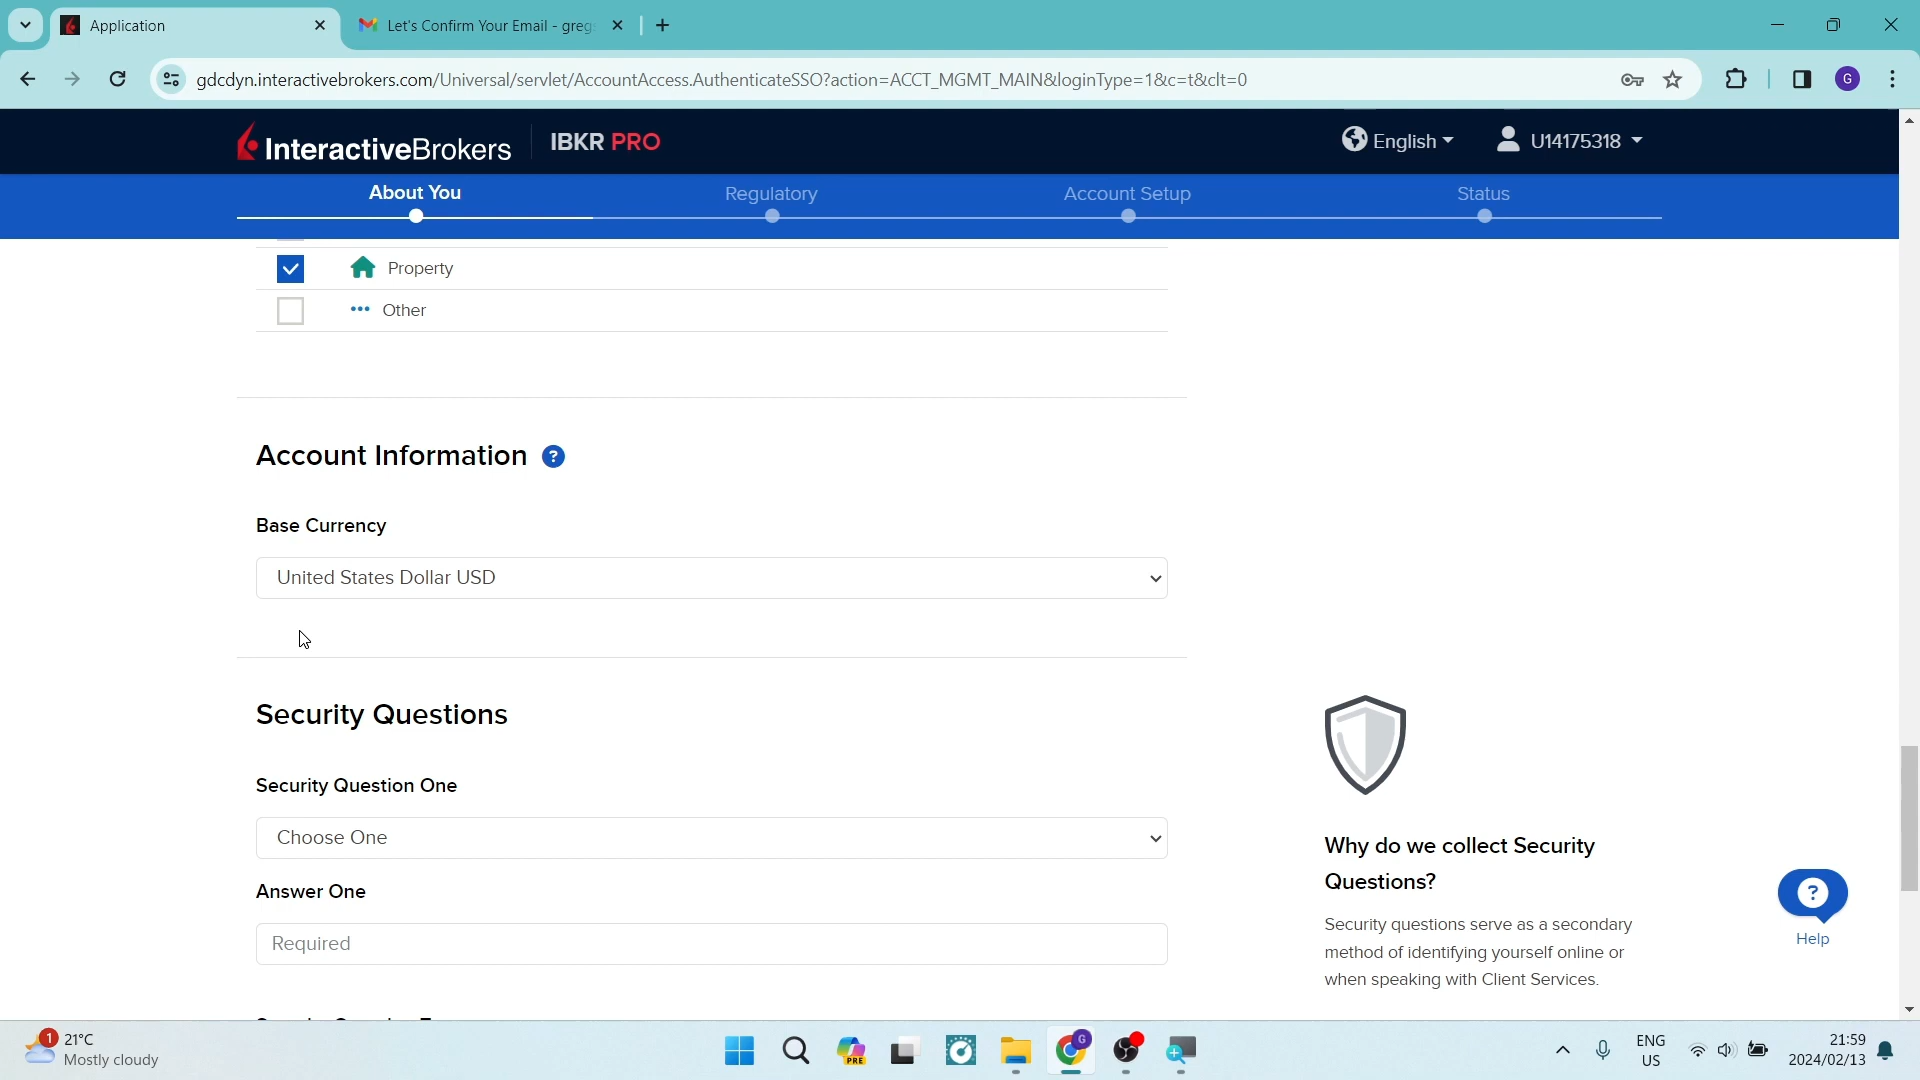 Application
Let's Confirm Your Email - greg
gdcdyn.interactivebrokers.com/Universal/servlet/AccountAccess.AuthenticateSSO?action=ACCT_MGMT_MAIN&loginType=1&c=t&clt=0
G
InteractiveBrokers
IBKR PRO
English
U14175318
About You
Regulatory
Account Setup
Status
Property
Other
Account Information ?
Base Currency
United States Dollar USD
Security Questions
Security Question One
Choose One
Answer One
Required
Why do we collect Security
Questions?
Security questions serve as a secondary
method of identifying yourself online or
when speaking with Client Services.
?
Help
1
21°C
Mostly cloudy
PRE
G
ENG
US
21:59
2024/02/13